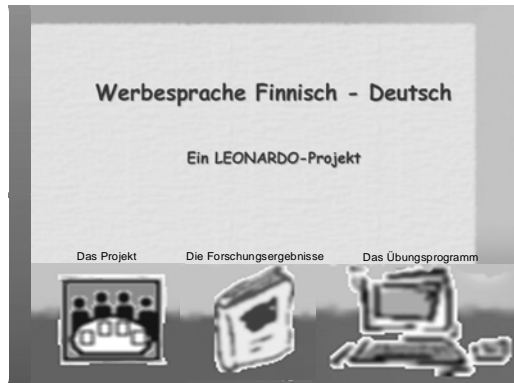 Werbesprache Finnisch - Deutsch
Ein LEONARDO-Projekt
Das Projekt
Die Forschungsergebnisse
Das Übungsprogramm